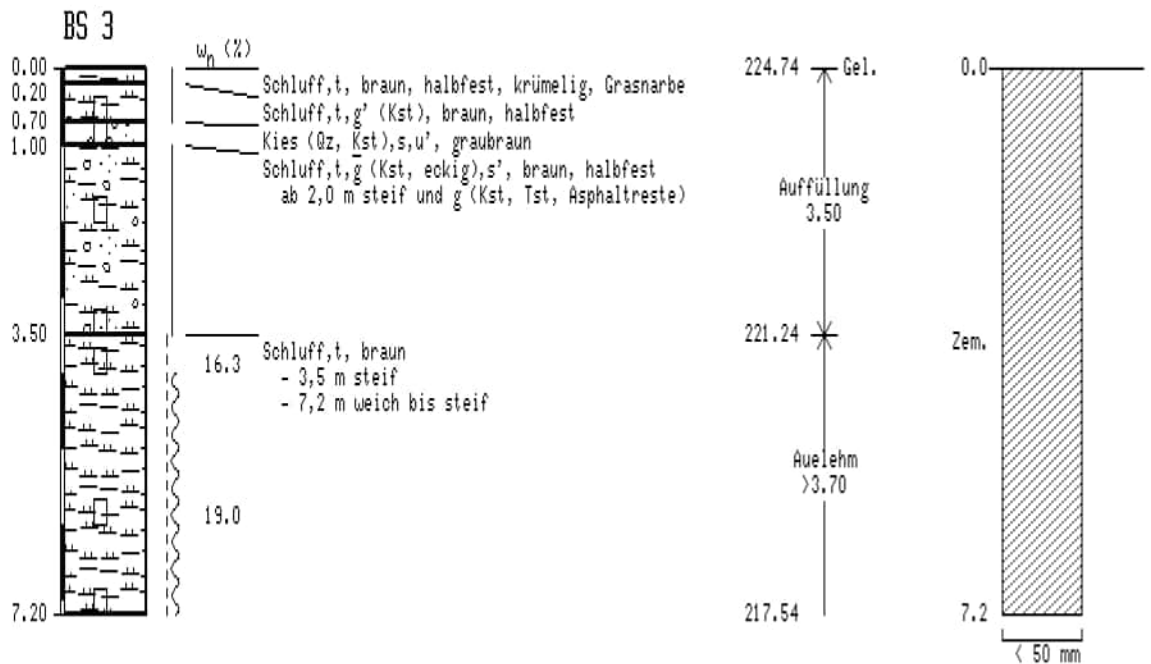 BS 3
wn (%)
0.00
0.20
0.70
1.00
3.50
7.20
Schluff,t, braun, halbfest, krümelig, Grasnarbe
Schluff,t,g' (Kst), braun, halbfest
Kies (Qz, Kst),s,u', graubraun
Schluff,t,g̅ (Kst, eckig),s', braun, halbfest
ab 2,0 m steif und g (Kst, Tst, Asphaltreste)
16.3
Schluff,t, braun
- 3,5 m steif
- 7,2 m weich bis steif
19.0
224.74 Gel.
Auffüllung
3.50
221.24
Auelehm
>3.70
217.54
0.0
Zem.
7.2
< 50 mm